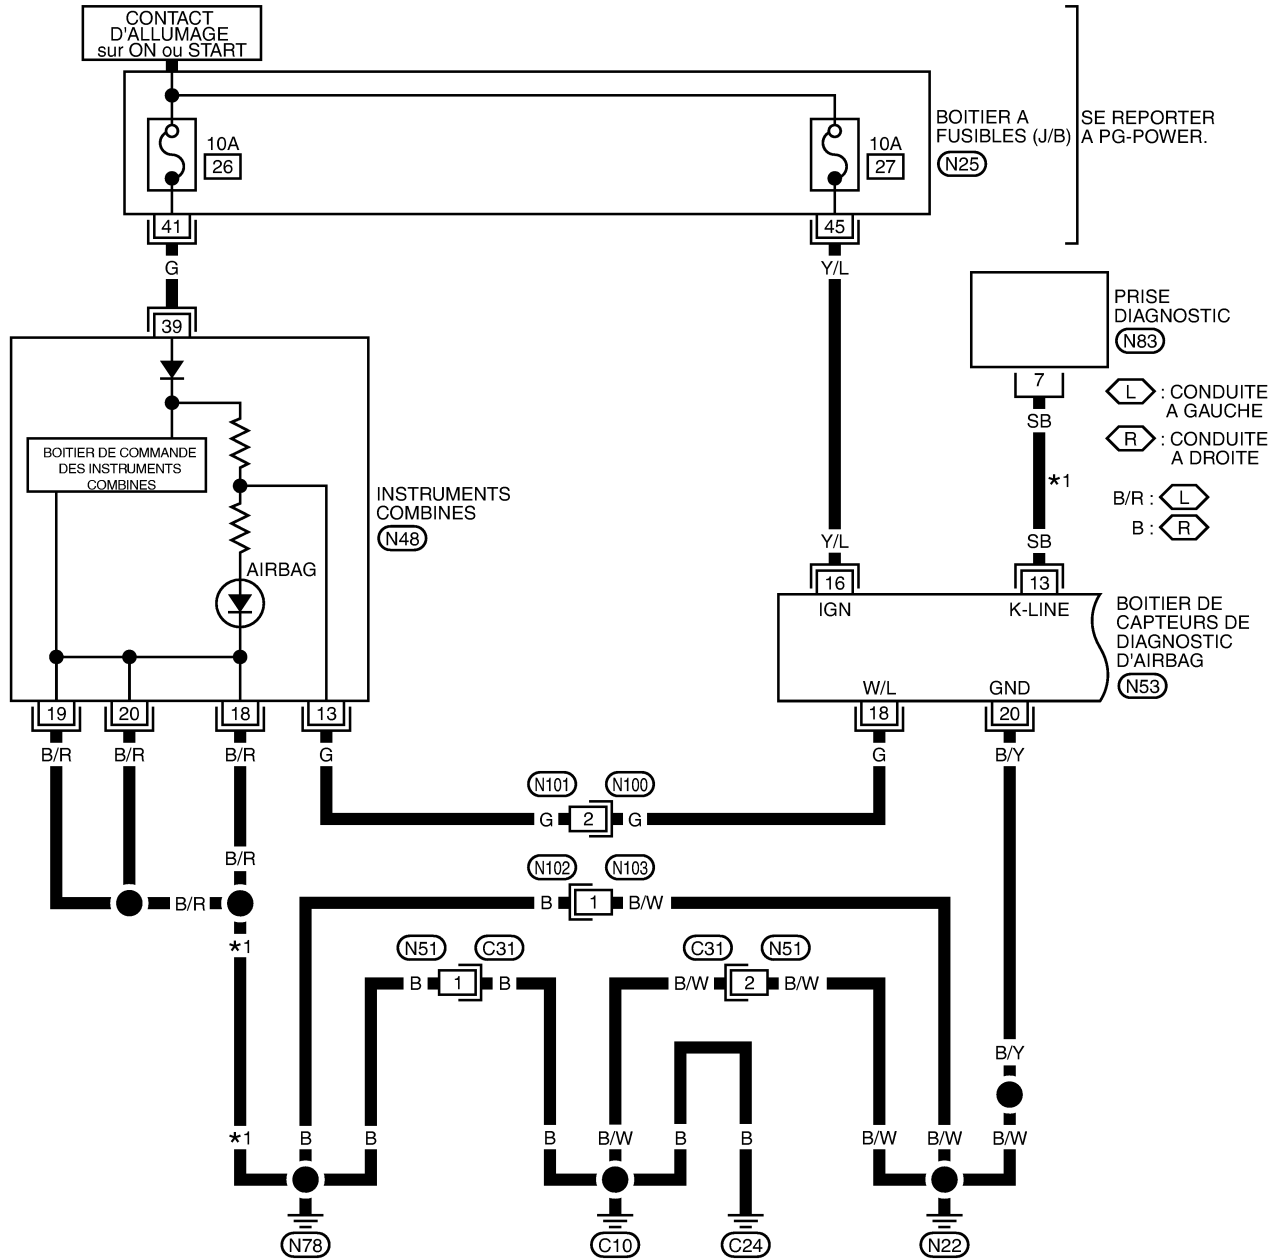 CONTACT
D'ALLUMAGE
sur ON ou START
10A
26
10A
27
BOITIER A
FUSIBLES (J/B)
N25
SE REPORTER
A PG-POWER.
41
45
G
Y/L
39
PRISE
DIAGNOSTIC
N83
7
L : CONDUITE
A GAUCHE
R : CONDUITE
A DROITE
SB
*1
B/R : L
B : R
BOITIER DE COMMANDE
DES INSTRUMENTS
COMBINES
INSTRUMENTS
COMBINES
N48
AIRBAG
Y/L
SB
16
13
IGN
K-LINE
BOITIER DE
CAPTEURS DE
DIAGNOSTIC
D'AIRBAG
N53
W/L
GND
19
20
18
13
18
20
B/R
B/R
B/R
G
G
B/Y
N101
N100
G
2
G
B/R
N102
N103
B/R
B
1
B/W
*1
N51
C31
C31
N51
B
1
B
B/W
2
B/W
B/Y
*1
B
B
B
B/W
B
B
B/W
B/W
B/W
N78
C10
C24
N22